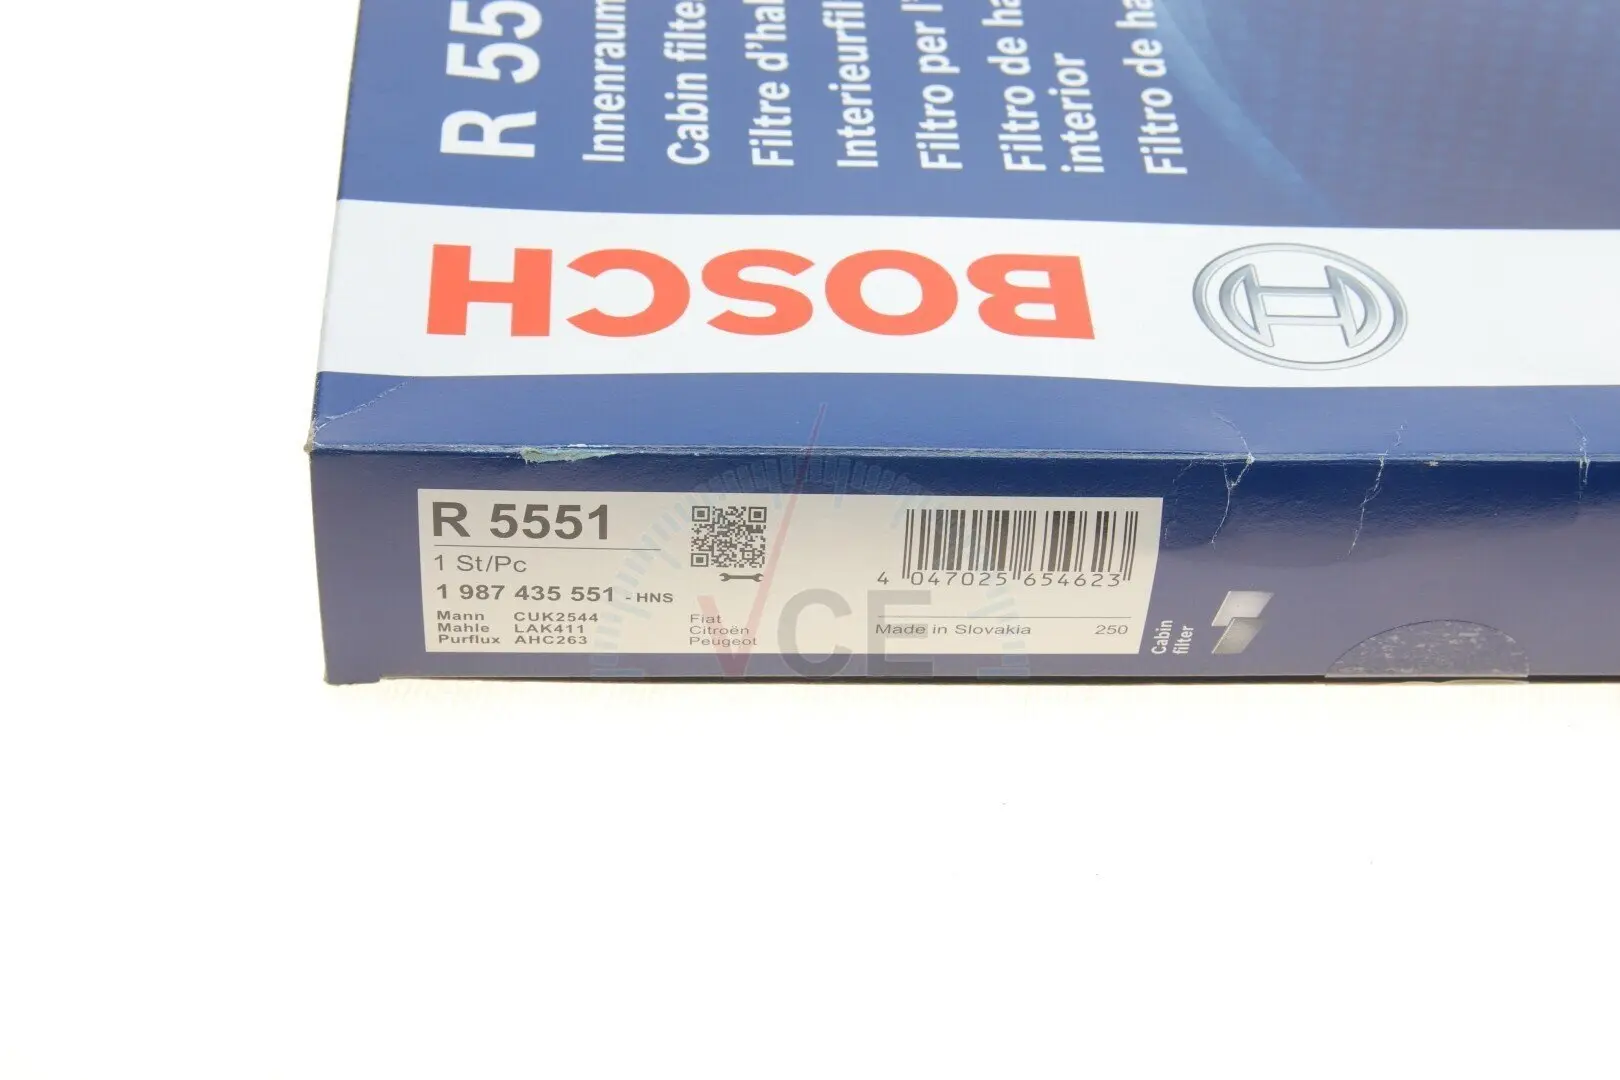 R 55
Innenraum
Cabin filte
Filtre d'ha
Interieurfil
Filtro per l'
Filtro de ha
interior
Filtro de ha
BOSCH
R 5551
1 St/Pc
1 987 435 551 - HNS
Mann CUK2544
Mahle LAK411
Purflux AHC263
Fiat
Citroën
Peugeot
4 047025 654623
Made in Slovakia 250
Cabin
filter
VCE